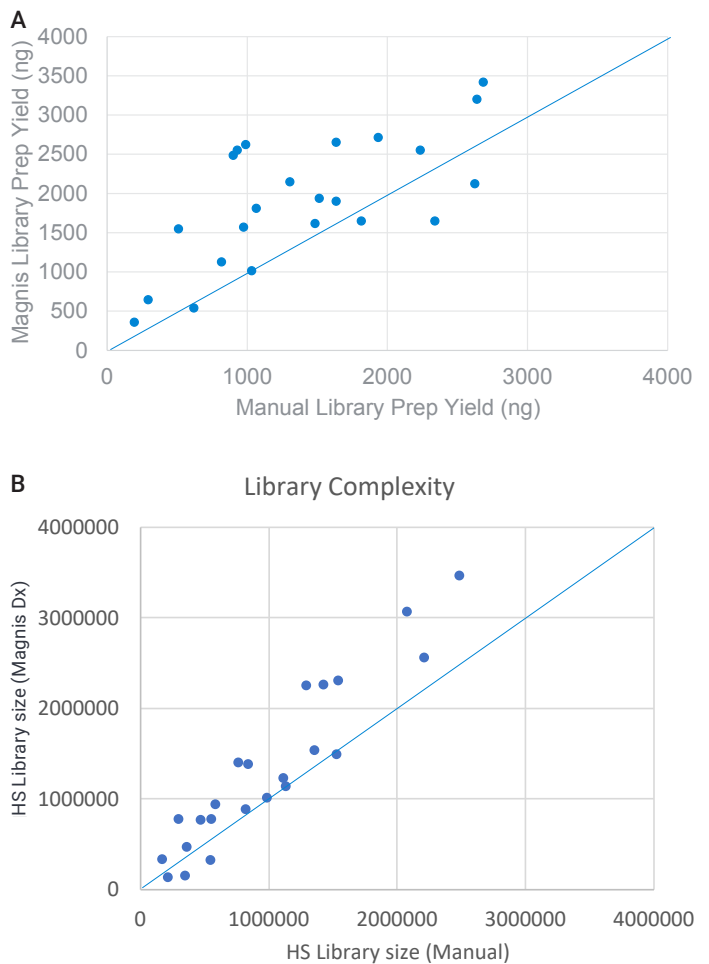 A
4000
3500
3000
2500
2000
1500
1000
500
0
0 1000 2000 3000 4000
Magnis Library Prep Yield (ng)
Manual Library Prep Yield (ng)
B
Library Complexity
4000000
3000000
2000000
1000000
0
0 1000000 2000000 3000000 4000000
HS Library size (Magnis Dx)
HS Library size (Manual)